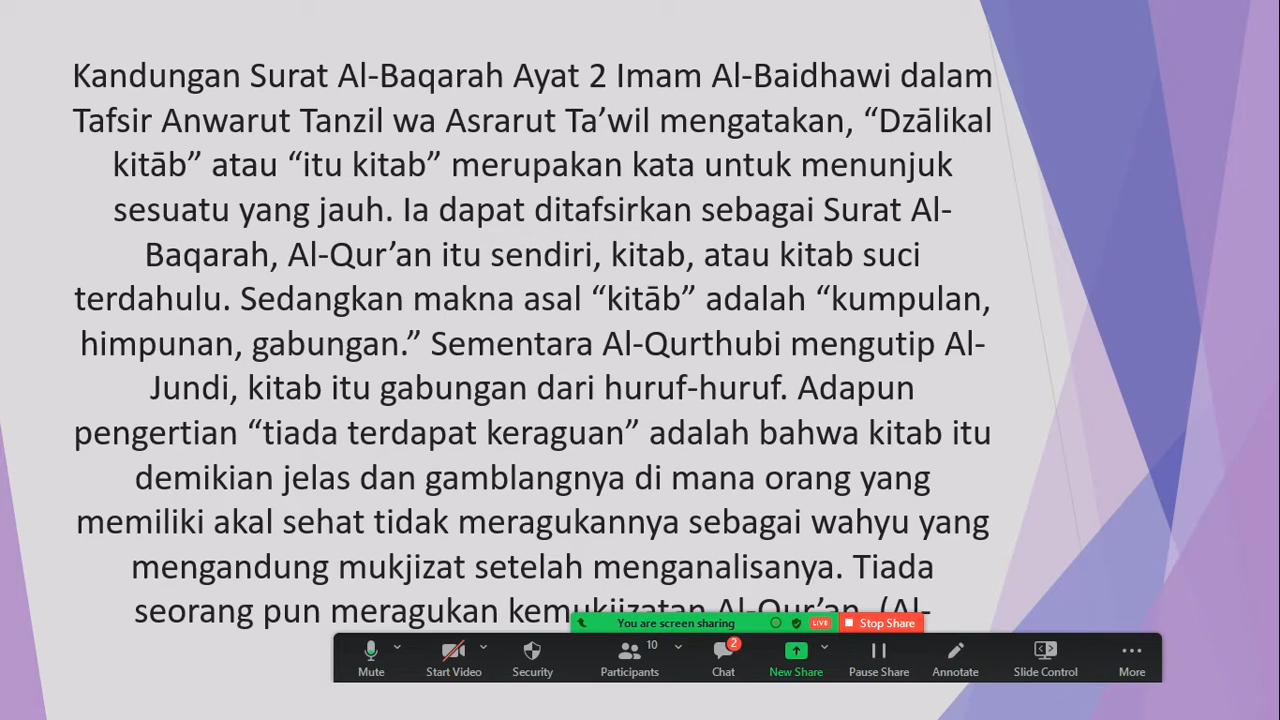 Kandungan Surat Al-Baqarah Ayat 2 Imam Al-Baidhawi dalam
Tafsir Anwarut Tanzil wa Asrarut Ta’wil mengatakan, “Dzālikal
kitāb” atau “itu kitab” merupakan kata untuk menunjuk
sesuatu yang jauh. Ia dapat ditafsirkan sebagai Surat Al-
Baqarah, Al-Qur’an itu sendiri, kitab, atau kitab suci
terdahulu. Sedangkan makna asal “kitāb” adalah “kumpulan,
himpunan, gabungan.” Sementara Al-Qurthubi mengutip Al-
Jundi, kitab itu gabungan dari huruf-huruf. Adapun
pengertian “tiada terdapat keraguan” adalah bahwa kitab itu
demikian jelas dan gamblangnya di mana orang yang
memiliki akal sehat tidak meragukannya sebagai wahyu yang
mengandung mukjizat setelah menganalisanya. Tiada
seorang pun meragukan kemukjizatan Al-Qur’an. (Al-
You are screen sharing LIVE Stop Share
10 2
Mute Start Video Security Participants Chat New Share Pause Share Annotate Slide Control More